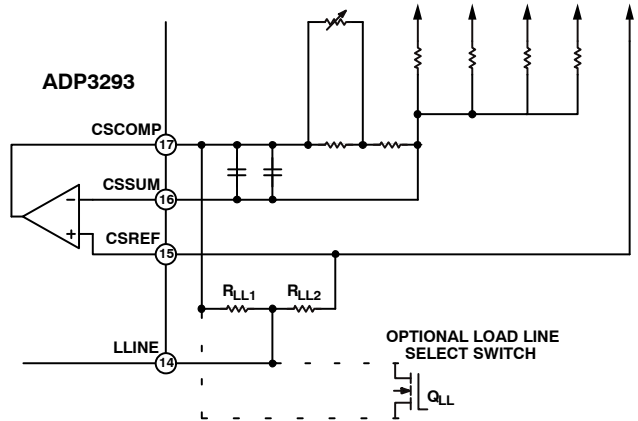 ADP3293
CSCOMP
17
CSSUM
16
−
+
CSREF
15
RLL1
RLL2
OPTIONAL LOAD LINE
SELECT SWITCH
LLINE
14
QLL